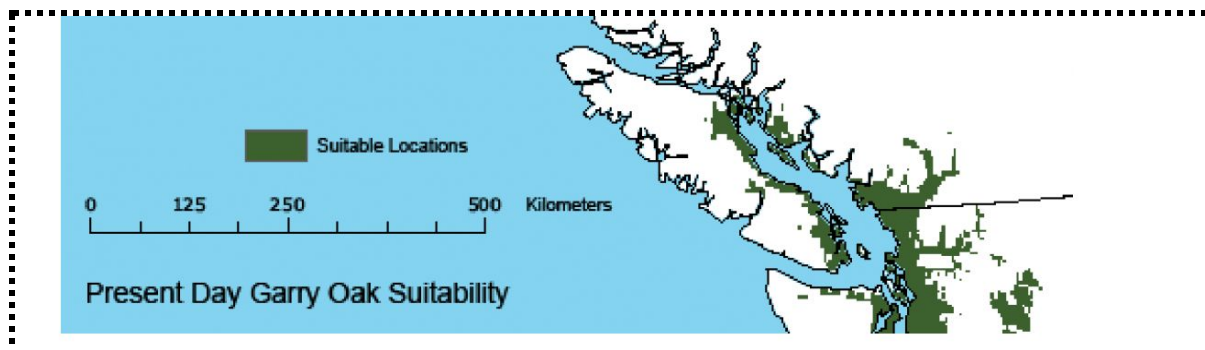 Suitable Locations
0 125 250 500 Kilometers
Present Day Garry Oak Suitability